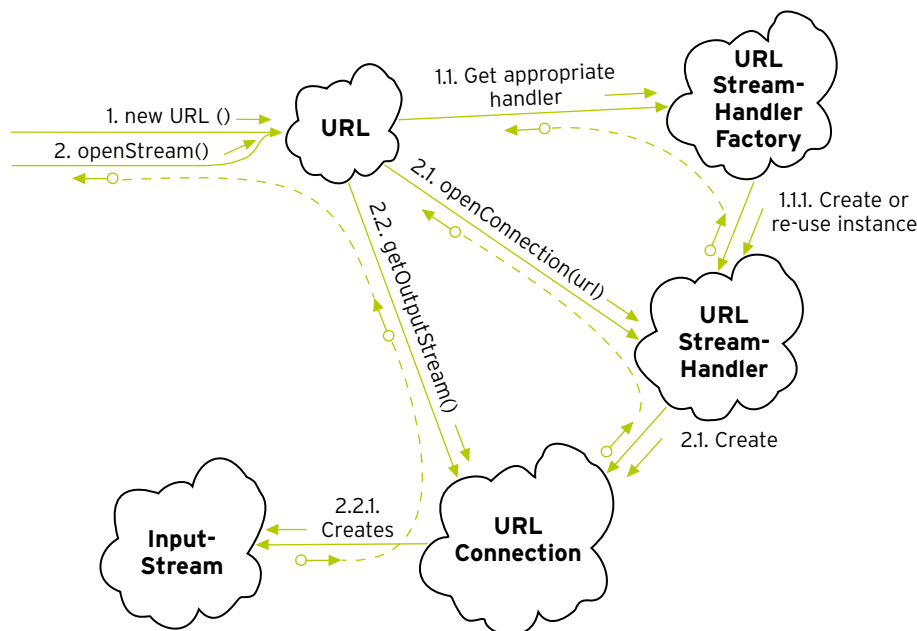 1. new URL ()
2. openStream()
URL
1.1. Get appropriate
handler
URL
Stream-
Handler
Factory
1.1.1. Create or
re-use instance
2.1. openConnection(url)
2.2. getOutputStream()
URL
Stream-
Handler
2.1. Create
2.2.1.
Creates
Input-
Stream
URL
Connection